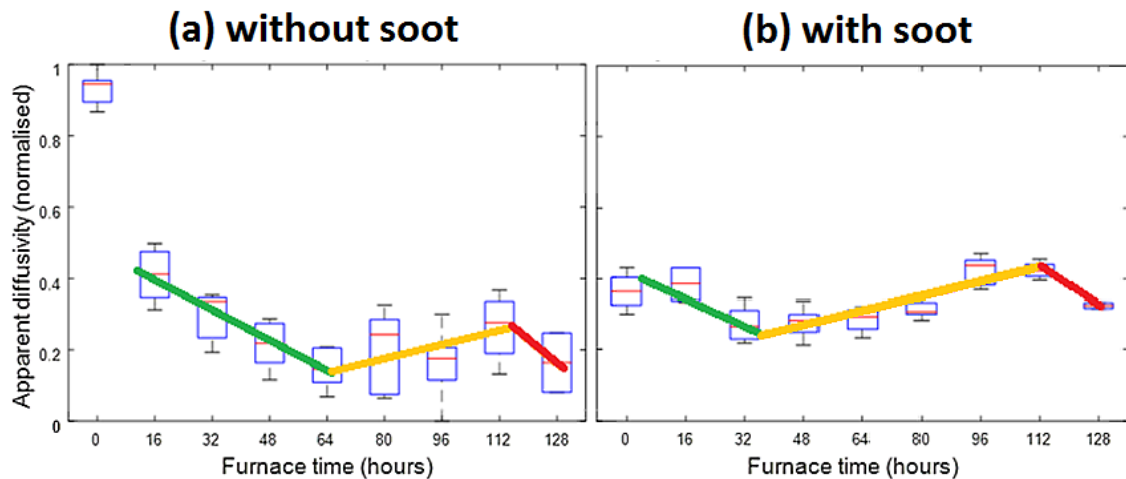 (a) without soot
(b) with soot
Apparent diffusivity (normalised)
1
0.8
0.6
0.4
0.2
0
0 16 32 48 64 80 96 112 128
Furnace time (hours)
0 16 32 48 64 80 96 112 128
Furnace time (hours)